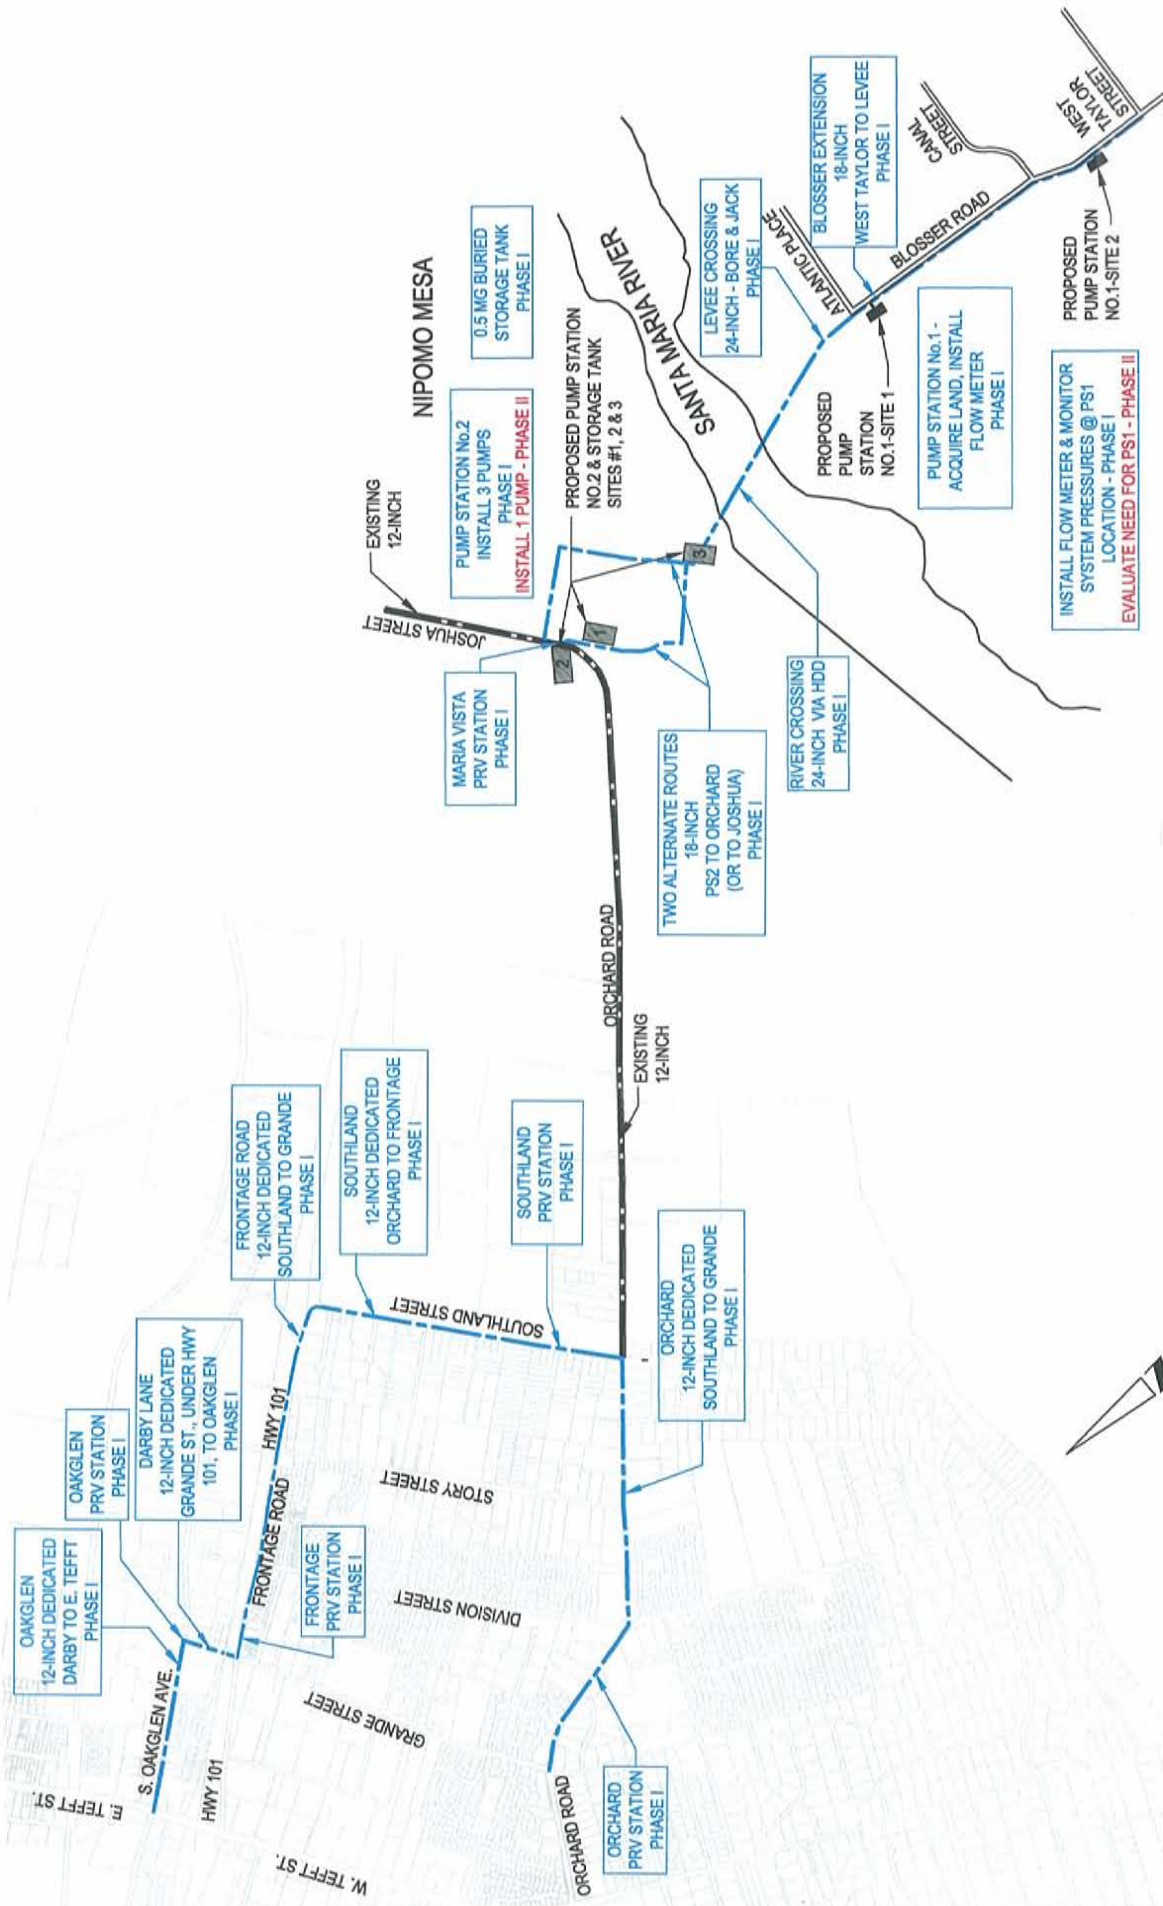 OAKGLEN
12-INCH DEDICATED
DARBY TO E. TEFFT
PHASE I
OAKGLEN
PRV STATION
PHASE I
DARBY LANE
12-INCH DEDICATED
GRANDE ST., UNDER HWY
101, TO OAKGLEN
PHASE I
FRONTAGE ROAD
12-INCH DEDICATED
SOUTHLAND TO GRANDE
PHASE I
SOUTHLAND
12-INCH DEDICATED
ORCHARD TO FRONTAGE
PHASE I
SOUTHLAND
PRV STATION
PHASE I
E. TEFFT ST.
S. OAKGLEN AVE.
HWY 101
HWY 101
FRONTAGE ROAD
FRONTAGE
PRV STATION
PHASE I
W. TEFFT ST.
GRANDE STREET
DIVISION STREET
STORY STREET
SOUTHLAND STREET
ORCHARD ROAD
ORCHARD
PRV STATION
PHASE I
ORCHARD
12-INCH DEDICATED
SOUTHLAND TO GRANDE
PHASE I
EXISTING
12-INCH
ORCHARD ROAD
MARIA VISTA
PRV STATION
PHASE I
JOSHUA STREET
EXISTING
12-INCH
NIPOMO MESA
PUMP STATION No.2
INSTALL 3 PUMPS
PHASE I
INSTALL 1 PUMP - PHASE II
0.5 MG BURIED
STORAGE TANK
PHASE I
PROPOSED PUMP STATION
NO.2 & STORAGE TANK
SITES #1, 2 & 3
2
1
3
TWO ALTERNATE ROUTES
18-INCH
PS2 TO ORCHARD
(OR TO JOSHUA)
PHASE I
RIVER CROSSING
24-INCH VIA HDD
PHASE I
SANTA MARIA RIVER
LEVEE CROSSING
24-INCH - BORE & JACK
PHASE I
ATLANTIC PLACE
BLOSSER EXTENSION
18-INCH
WEST TAYLOR TO LEVEE
PHASE I
PROPOSED
PUMP
STATION
NO.1-SITE 1
BLOSSER ROAD
CANAL
STREET
WEST
TAYLOR
STREET
PUMP STATION No.1 -
ACQUIRE LAND, INSTALL
FLOW METER
PHASE I
PROPOSED
PUMP STATION
NO.1-SITE 2
INSTALL FLOW METER & MONITOR
SYSTEM PRESSURES @ PS1
LOCATION - PHASE I
EVALUATE NEED FOR PS1 - PHASE II